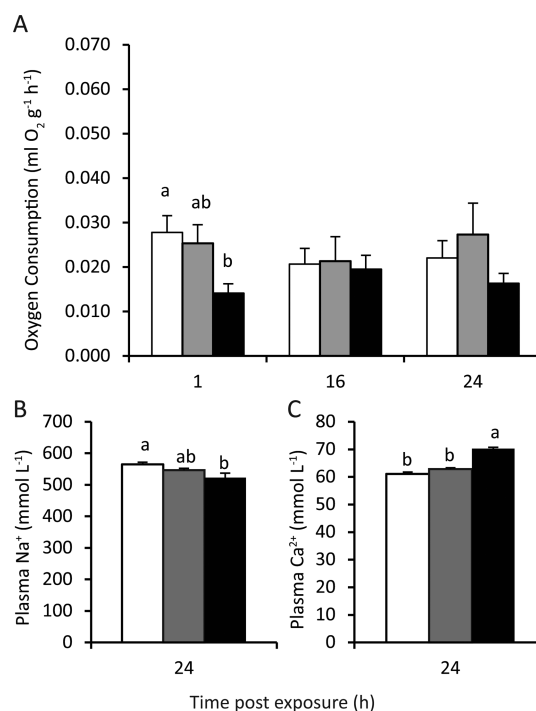 A
Oxygen Consumption (ml O₂ g⁻¹ h⁻¹)
0.070
0.060
0.050
0.040
0.030
0.020
0.010
0.000
a
ab
b
1
16
24
B
Plasma Na⁺ (mmol L⁻¹)
700
600
500
400
300
200
100
0
a
ab
b
24
C
Plasma Ca²⁺ (mmol L⁻¹)
80
70
60
50
40
30
20
10
0
b
b
a
24
Time post exposure (h)